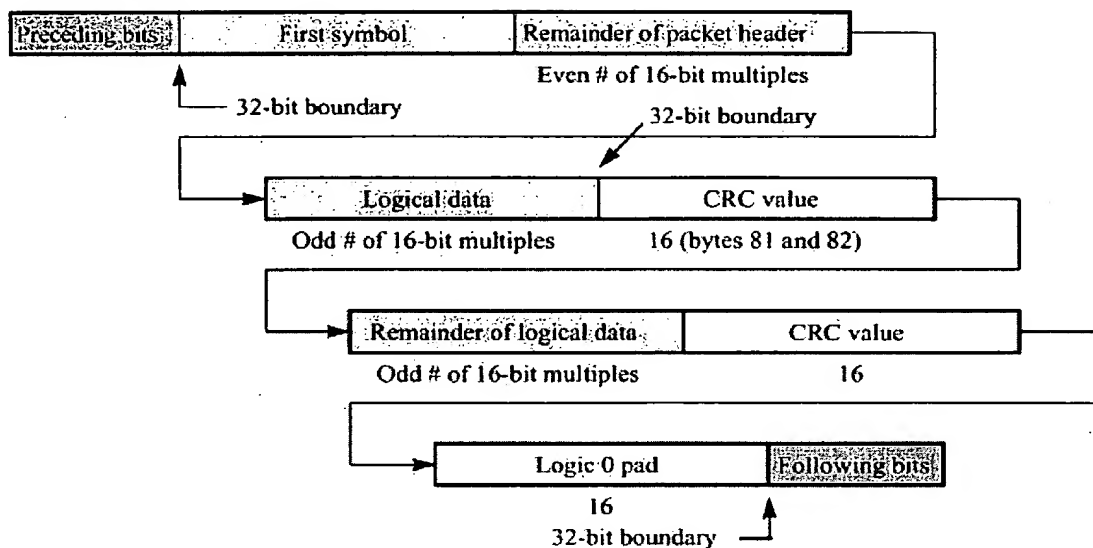 Preceding bits First symbol Remainder of packet header
Even # of 16-bit multiples
32-bit boundary
32-bit boundary
Logical data CRC value
Odd # of 16-bit multiples 16 (bytes 81 and 82)
Remainder of logical data CRC value
Odd # of 16-bit multiples 16
Logic 0 pad Following bits
16
32-bit boundary